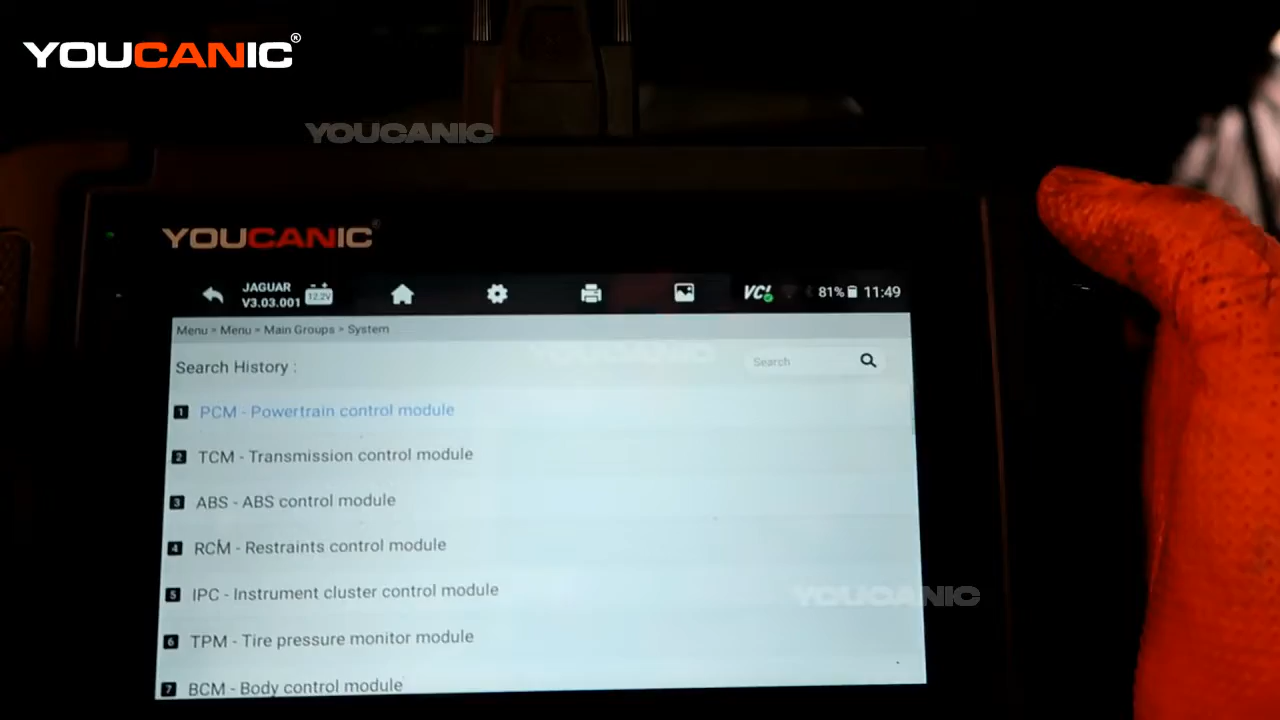 YOUCANIC®
YOUCANIC
YOUCANIC®
JAGUAR
V3.03.001
12.2V
VCI
81% 11:49
Menu > Menu > Main Groups > System
YOUCANIC
Search History :
Search
1 PCM - Powertrain control module
2 TCM - Transmission control module
3 ABS - ABS control module
4 RCM - Restraints control module
5 IPC - Instrument cluster control module
YOUCANIC
6 TPM - Tire pressure monitor module
7 BCM - Body control module